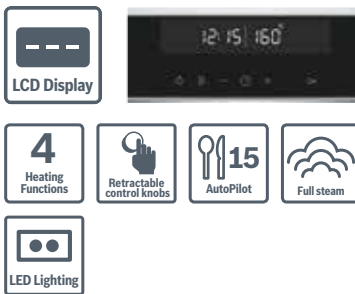 LCD Display
12:15 160°
4
Heating
Functions
Retractable
control knobs
15
AutoPilot
Full steam
LED Lighting